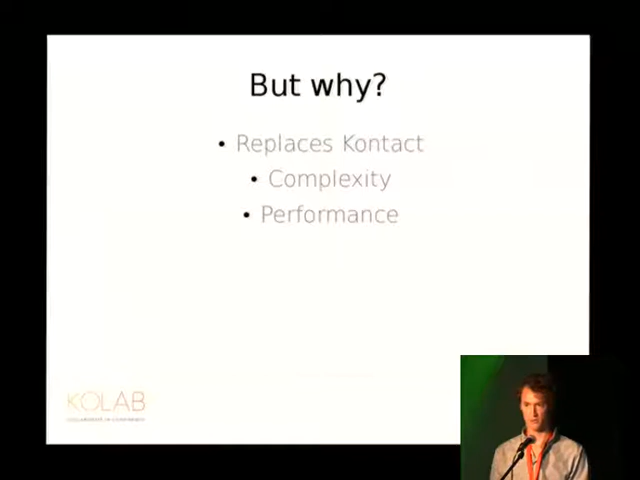 But why?
• Replaces Kontact
• Complexity
• Performance
KOLAB